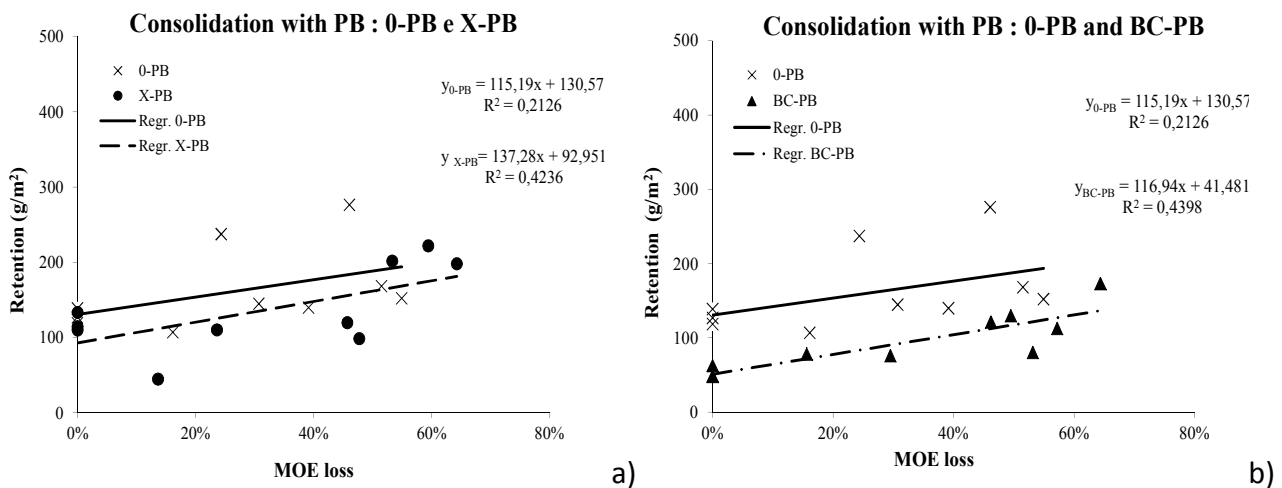 Consolidation with PB : 0-PB e X-PB
500
400
300
200
100
0
Retention (g/m²)
0-PB
X-PB
Regr. 0-PB
Regr. X-PB
y0-PB = 115,19x + 130,57
R² = 0,2126
y X-PB= 137,28x + 92,951
R² = 0,4236
0% 20% 40% 60% 80%
MOE loss
a)
Consolidation with PB : 0-PB and BC-PB
500
400
300
200
100
0
Retention (g/m²)
0-PB
BC-PB
Regr. 0-PB
Regr. BC-PB
y0-PB = 115,19x + 130,57
R² = 0,2126
yBC-PB = 116,94x + 41,481
R² = 0,4398
0% 20% 40% 60% 80%
MOE loss
b)